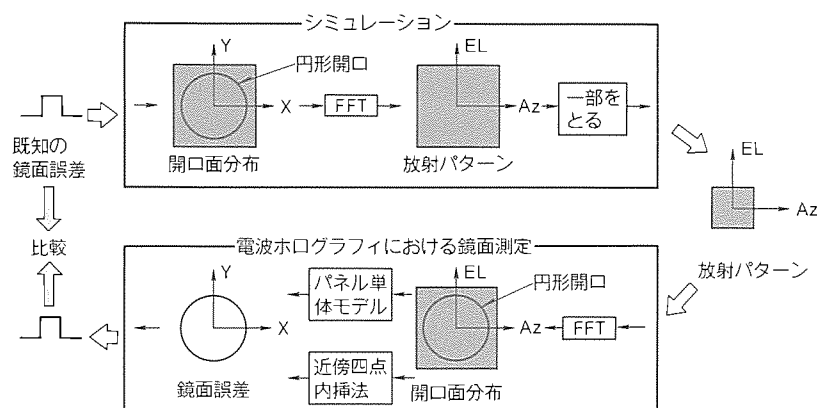 シミュレーション
Y
円形開口
X
FFT
開口面分布
EL
Az
放射パターン
一部を
とる
既知の
鏡面誤差
比較
EL
Az
放射パターン
電波ホログラフィにおける鏡面測定
Y
X
鏡面誤差
パネル単
体モデル
近傍四点
内挿法
EL
円形開口
Az
FFT
開口面分布